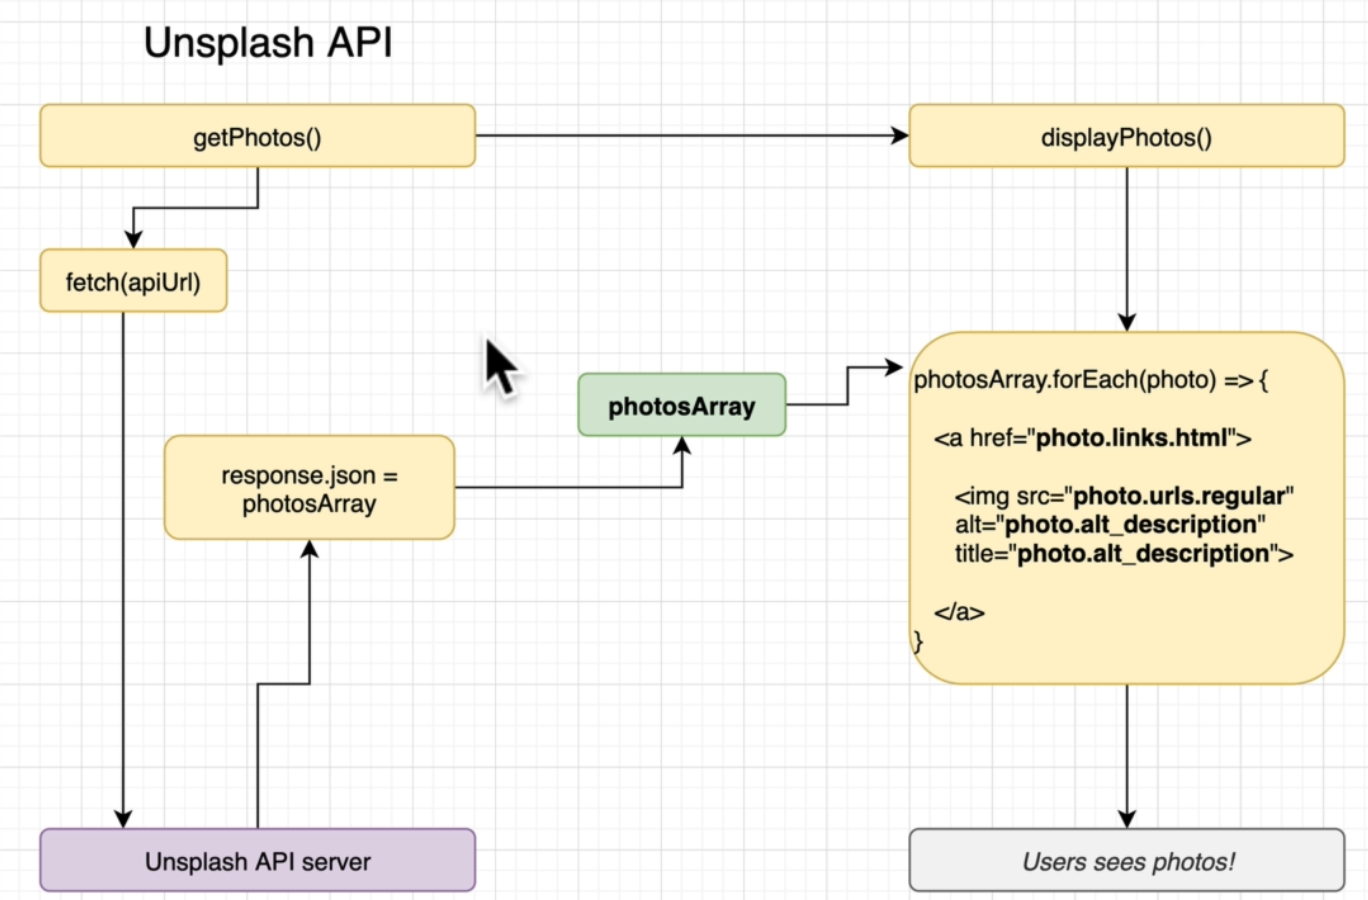 Unsplash API
getPhotos()
displayPhotos()
fetch(apiUrl)
photosArray
response.json =
photosArray
photosArray.forEach(photo) => {
<a href="photo.links.html">
<img src="photo.urls.regular"
alt="photo.alt_description"
title="photo.alt_description">
</a>
}
Unsplash API server
Users sees photos!